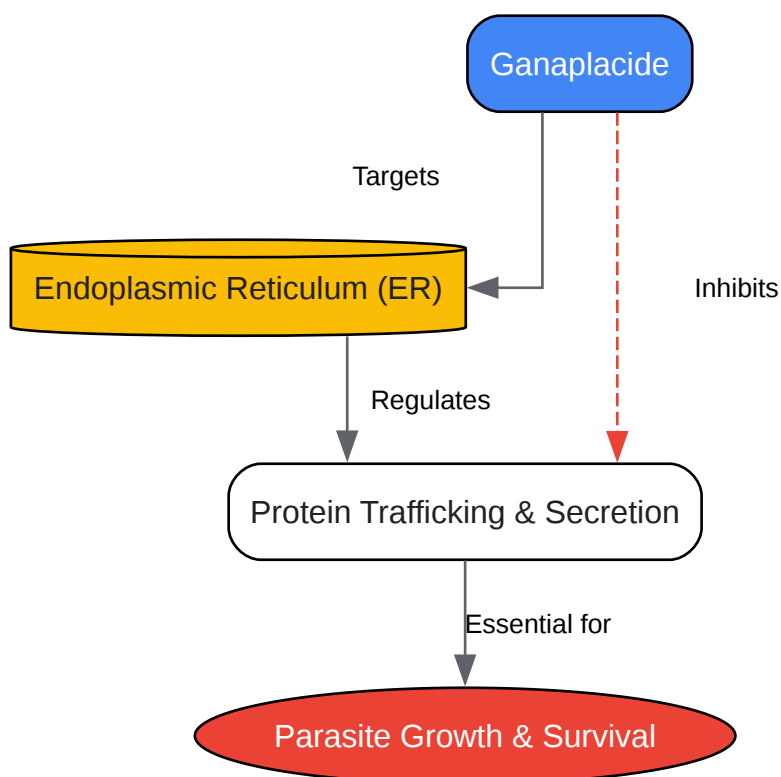 Ganaplacide
Targets
Endoplasmic Reticulum (ER)
Inhibits
Regulates
Protein Trafficking & Secretion
Essential for
Parasite Growth & Survival